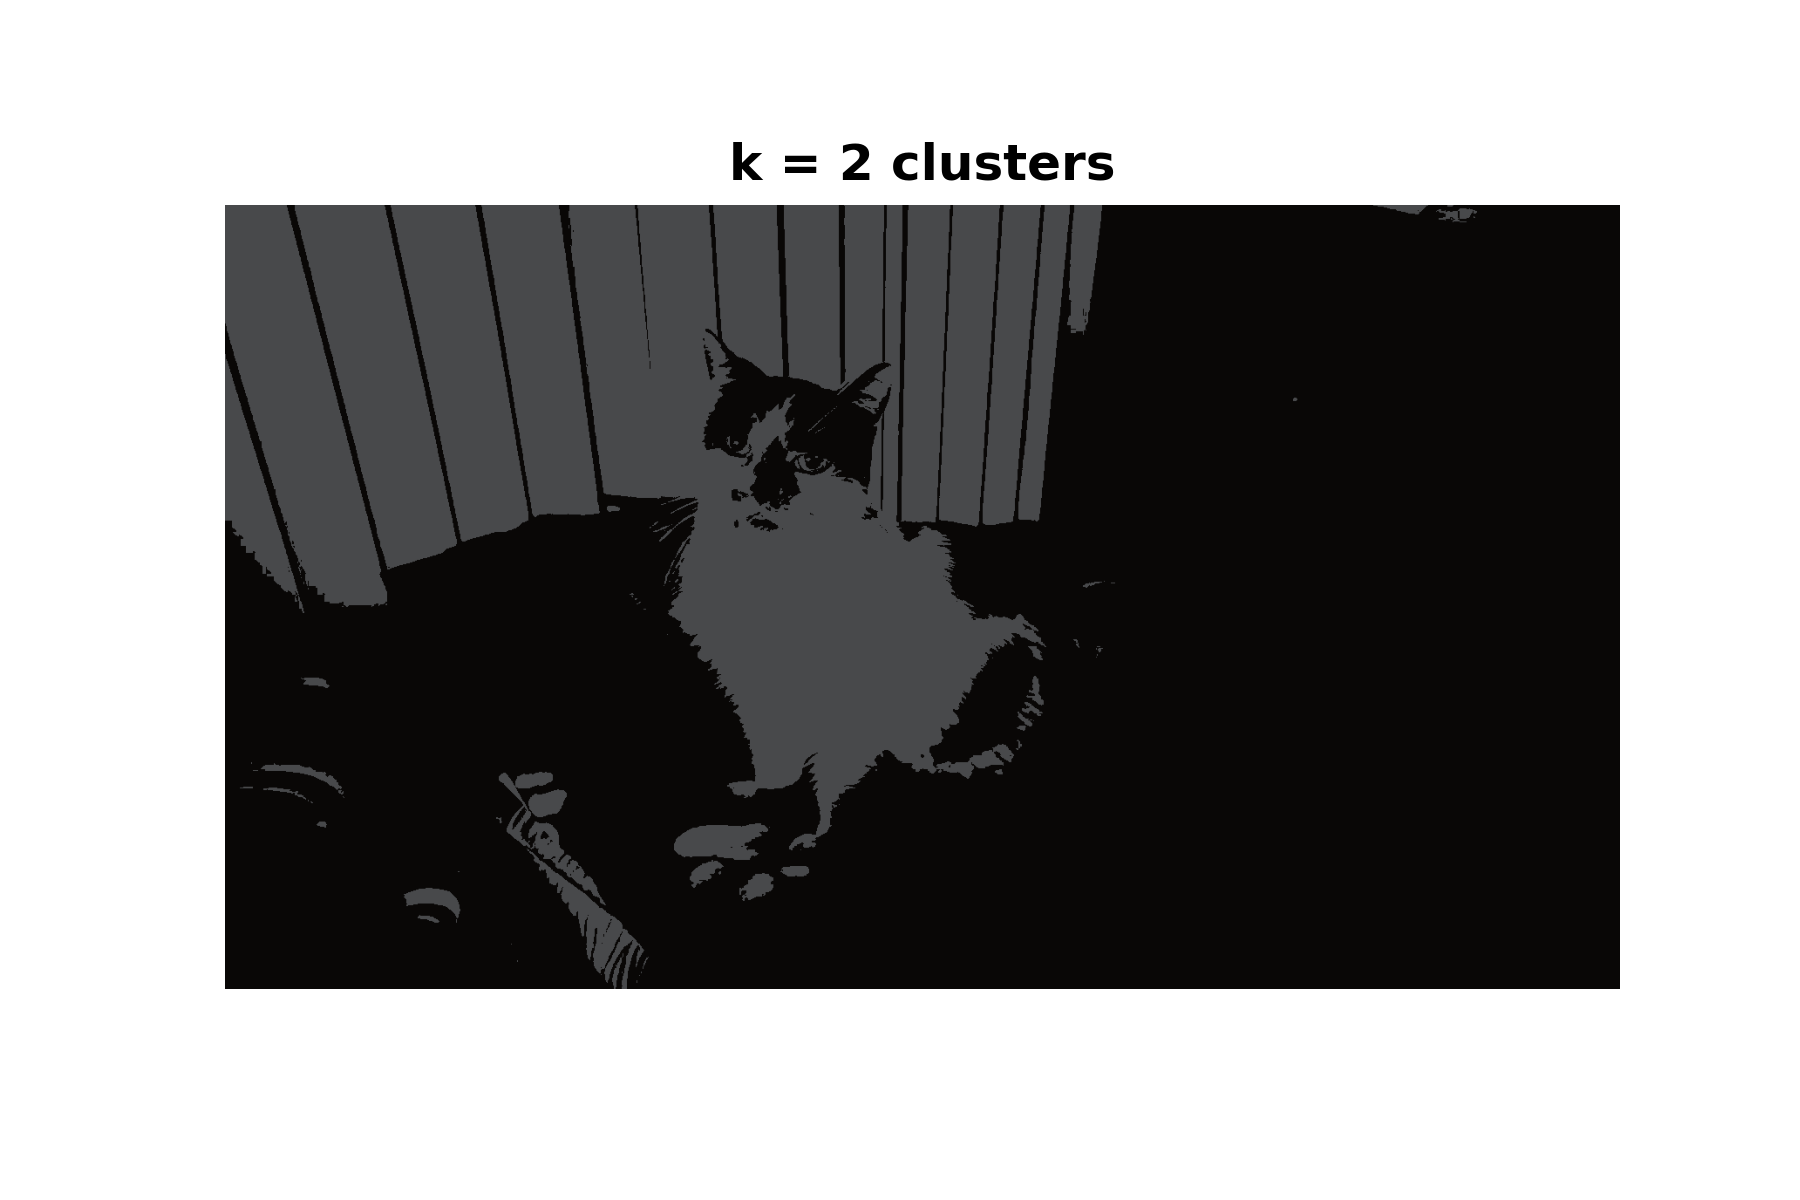 k = 2 clusters